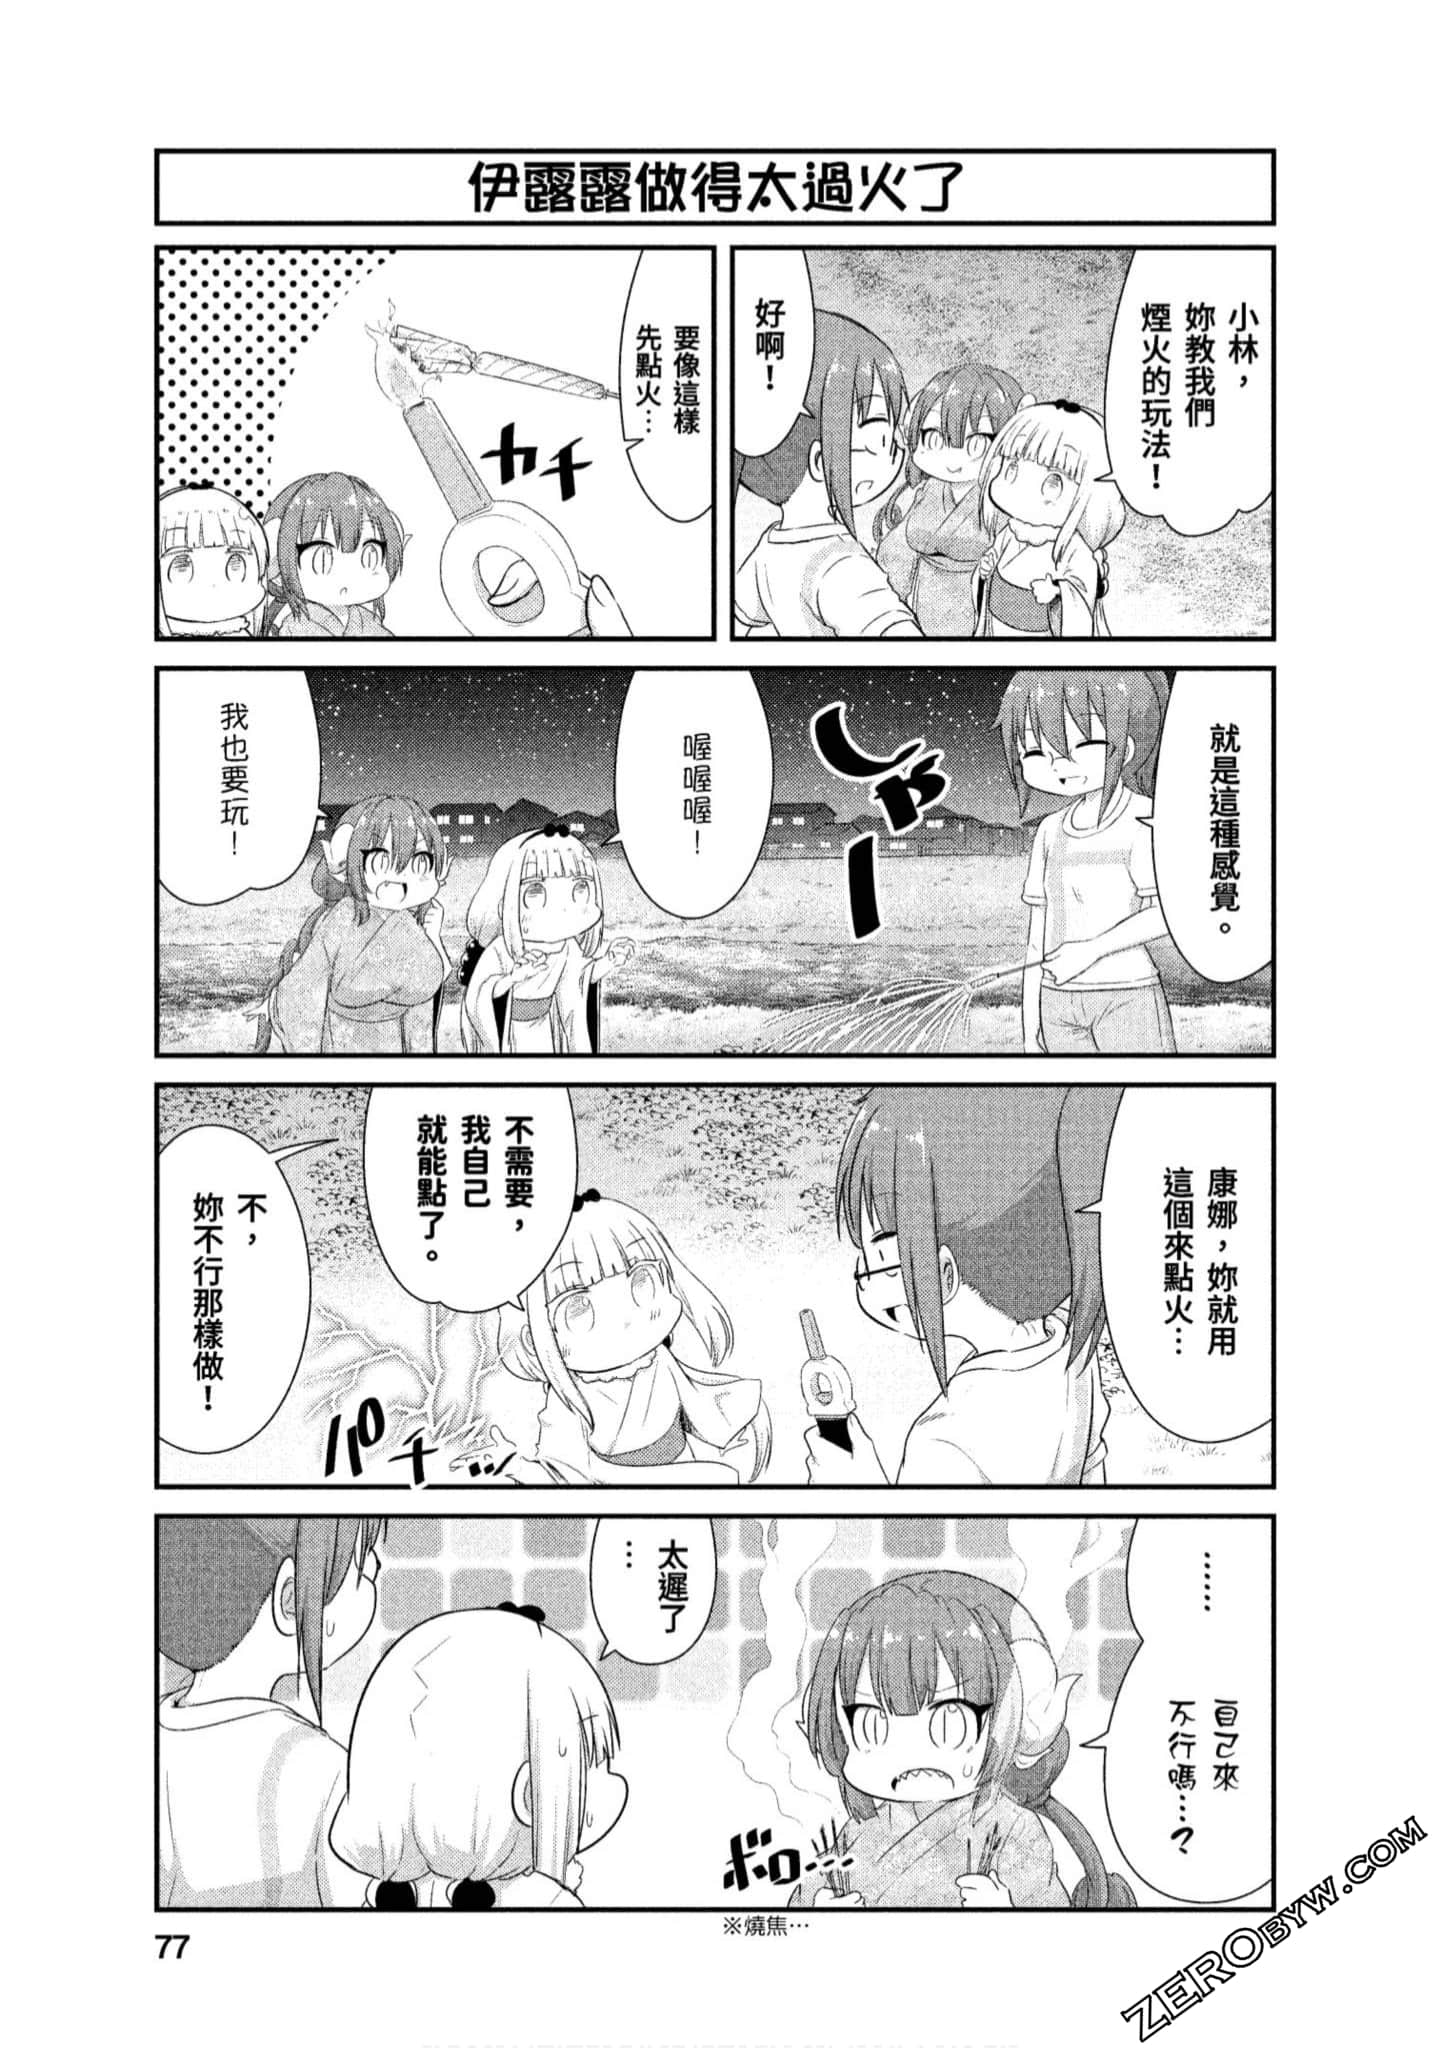 伊露露做得太過火了
小林，
妳教我們
煙火的玩法！
好啊！
要像這樣
先點火…
カチ
就是這種感覺。
しゃー
喔喔喔！
我也要玩！
康娜，妳就用
這個來點火…
不需要，
我自己
就能點了。
パチ…
不，
妳不行那樣做！
……
自己來
不行嗎…？
ボロ…
太遲了
…
※燒焦…
77
ZEROBYW.COM